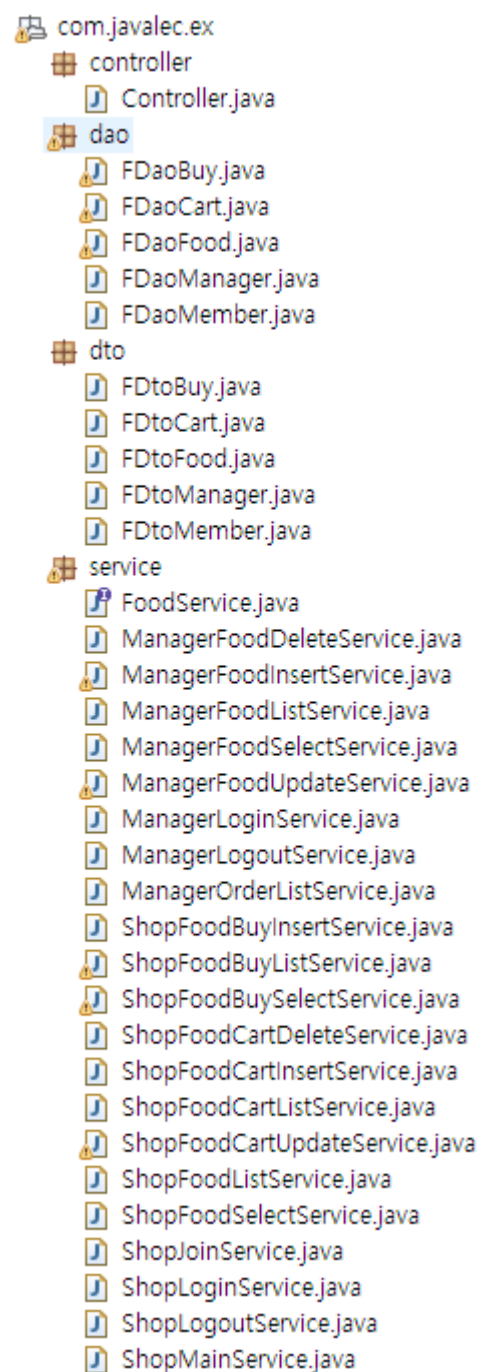 com.javalec.ex
controller
Controller.java
dao
FDaoBuy.java
FDaoCart.java
FDaoFood.java
FDaoManager.java
FDaoMember.java
dto
FDtoBuy.java
FDtoCart.java
FDtoFood.java
FDtoManager.java
FDtoMember.java
service
FoodService.java
ManagerFoodDeleteService.java
ManagerFoodInsertService.java
ManagerFoodListService.java
ManagerFoodSelectService.java
ManagerFoodUpdateService.java
ManagerLoginService.java
ManagerLogoutService.java
ManagerOrderListService.java
ShopFoodBuyInsertService.java
ShopFoodBuyListService.java
ShopFoodBuySelectService.java
ShopFoodCartDeleteService.java
ShopFoodCartInsertService.java
ShopFoodCartListService.java
ShopFoodCartUpdateService.java
ShopFoodListService.java
ShopFoodSelectService.java
ShopJoinService.java
ShopLoginService.java
ShopLogoutService.java
ShopMainService.java